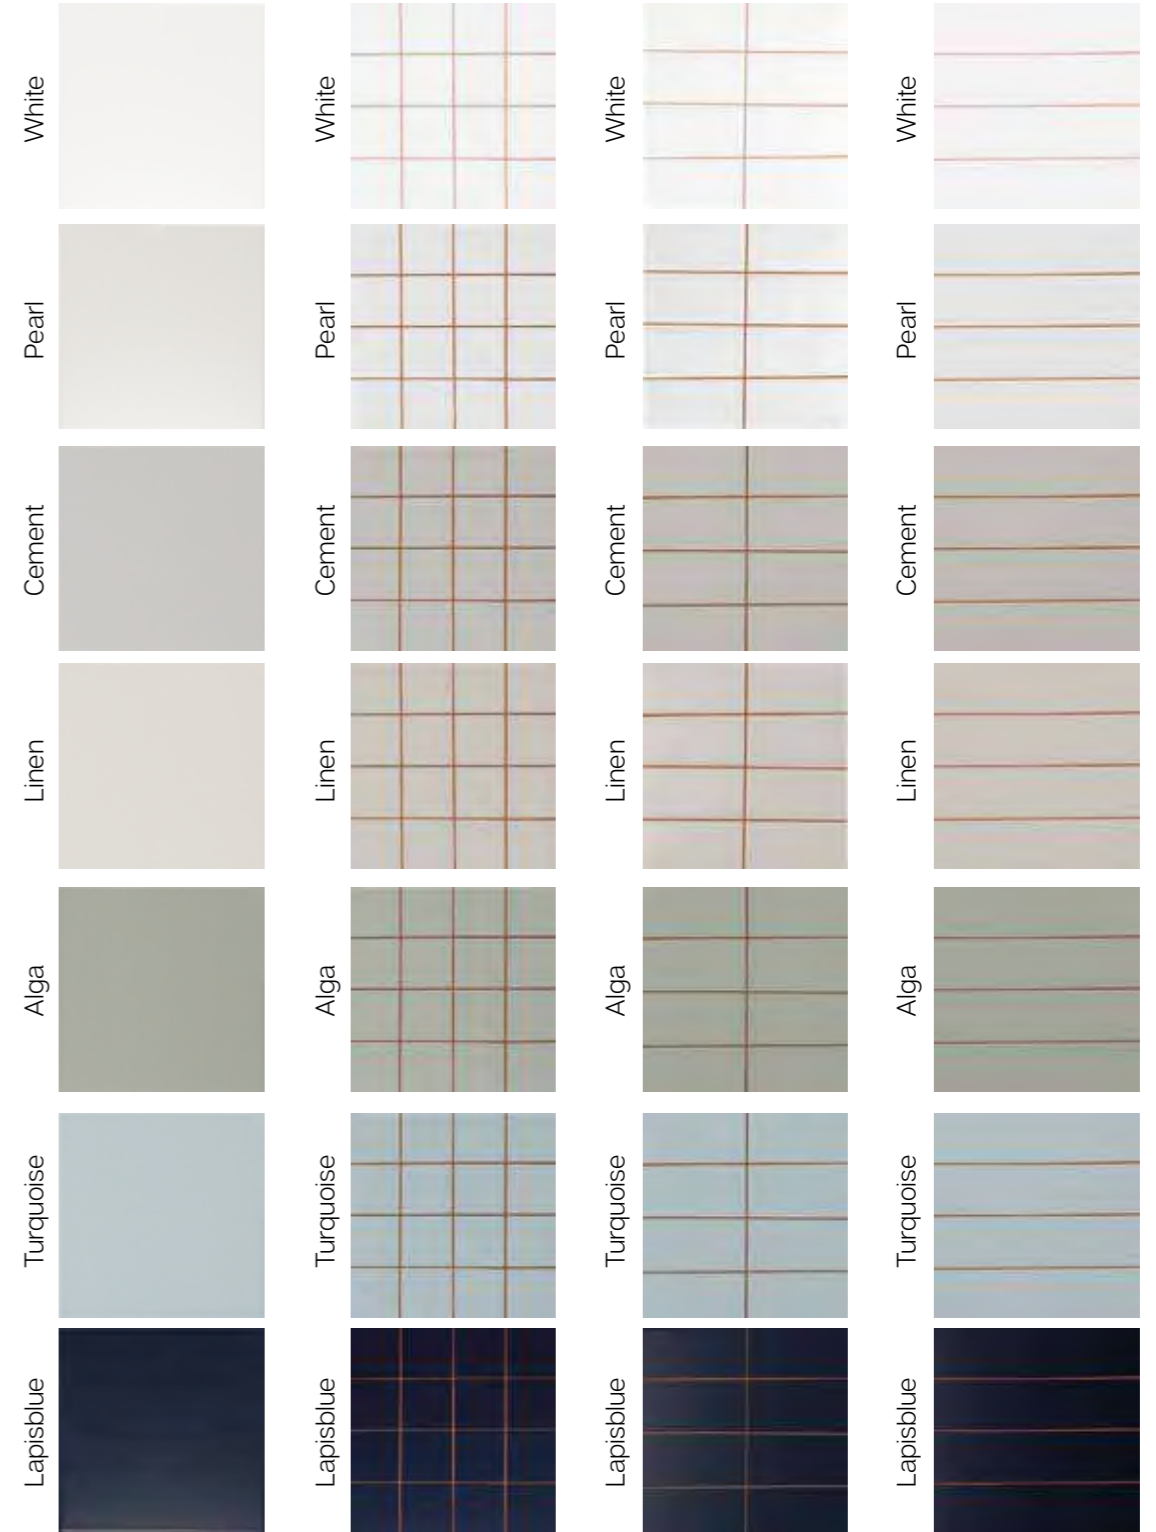 White
White
White
White
Pearl
Pearl
Pearl
Pearl
Cement
Cement
Cement
Cement
Linen
Linen
Linen
Linen
Alga
Alga
Alga
Alga
Turquoise
Turquoise
Turquoise
Turquoise
Lapisblue
Lapisblue
Lapisblue
Lapisblue